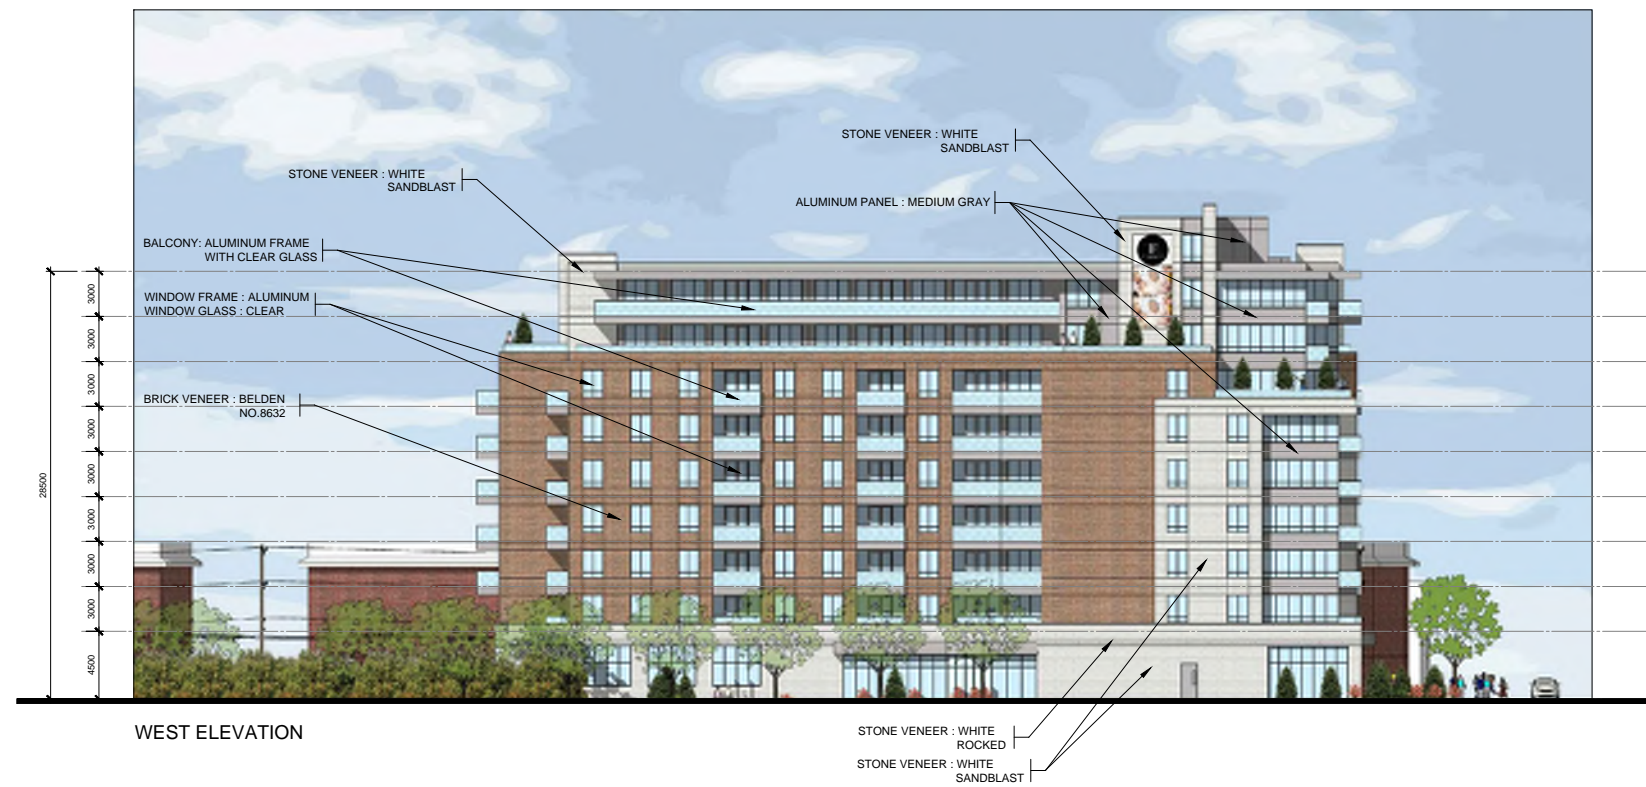 STONE VENEER : WHITE
SANDBLAST
STONE VENEER : WHITE
SANDBLAST
ALUMINUM PANEL : MEDIUM GRAY
BALCONY: ALUMINUM FRAME
WITH CLEAR GLASS
WINDOW FRAME : ALUMINUM
WINDOW GLASS : CLEAR
BRICK VENEER : BELDEN
NO.8632
28500
3000
3000
3000
3000
3000
3000
3000
3000
4500
WEST ELEVATION
STONE VENEER : WHITE
ROCKED
STONE VENEER : WHITE
SANDBLAST